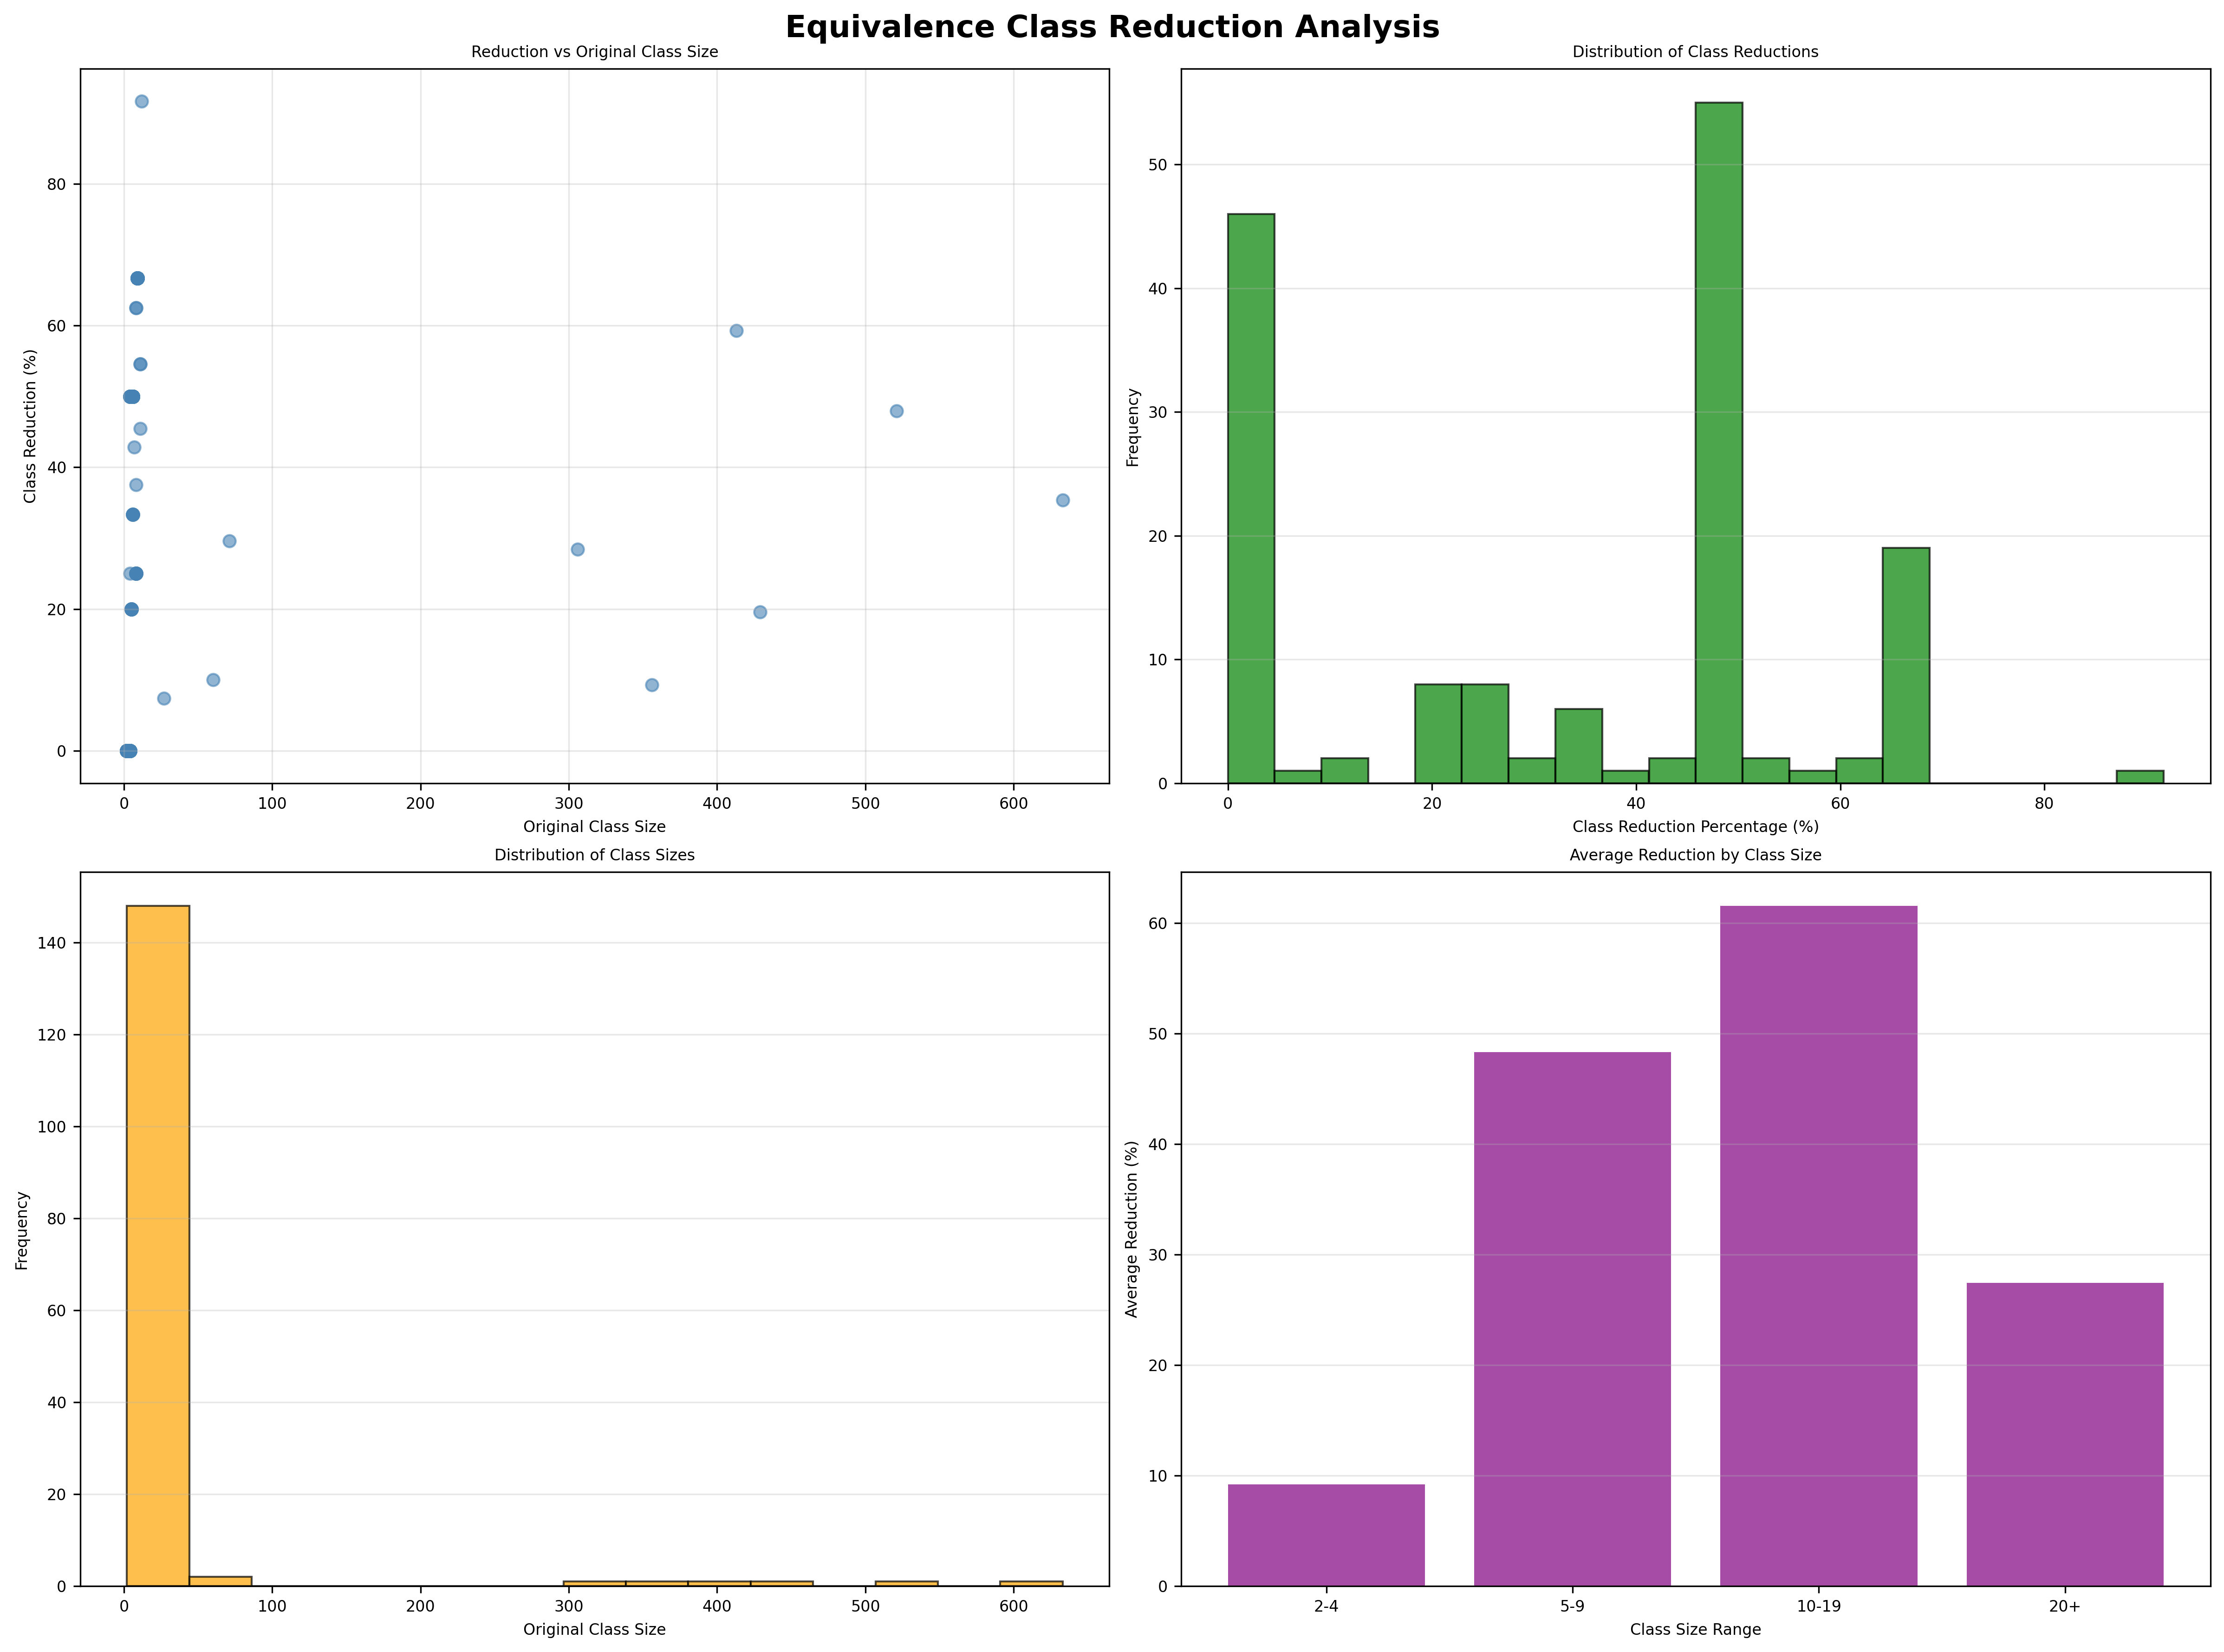 Equivalence Class Reduction Analysis
Reduction vs Original Class Size
Class Reduction (%)
80
60
40
20
0
0 100 200 300 400 500 600
Original Class Size
Distribution of Class Reductions
Frequency
50
40
30
20
10
0
0 20 40 60 80
Class Reduction Percentage (%)
Distribution of Class Sizes
Frequency
140
120
100
80
60
40
20
0
0 100 200 300 400 500 600
Original Class Size
Average Reduction by Class Size
Average Reduction (%)
60
50
40
30
20
10
0
2-4 5-9 10-19 20+
Class Size Range